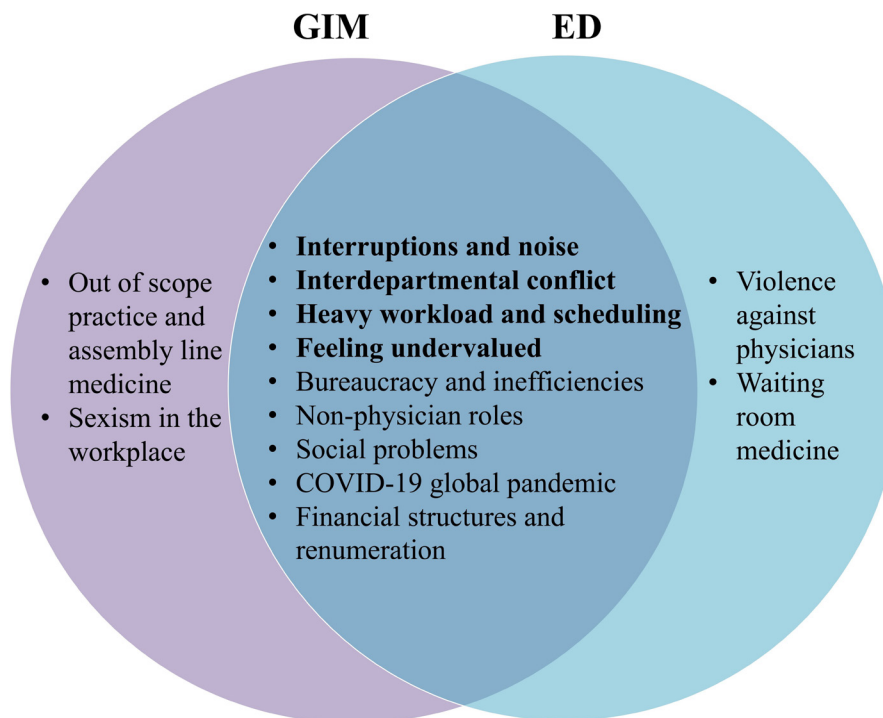 GIM
ED
• Out of scope
practice and
assembly line
medicine
• Sexism in the
workplace
• Interruptions and noise
• Interdepartmental conflict
• Heavy workload and scheduling
• Feeling undervalued
• Bureaucracy and inefficiencies
• Non-physician roles
• Social problems
• COVID-19 global pandemic
• Financial structures and
renumeration
• Violence
against
physicians
• Waiting
room
medicine